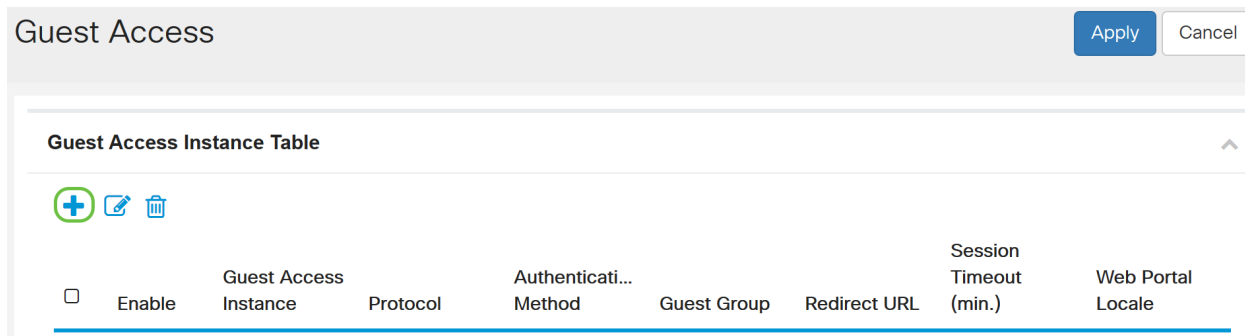 Guest Access
Apply
Cancel
Guest Access Instance Table
Enable
Guest Access
Instance
Protocol
Authenticati...
Method
Guest Group
Redirect URL
Session
Timeout
(min.)
Web Portal
Locale